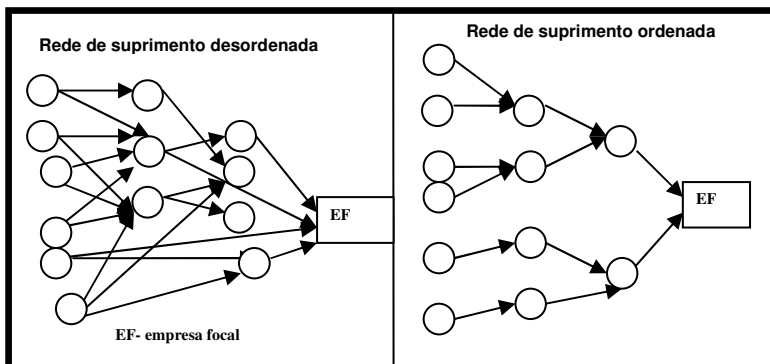 Rede de suprimento desordenada
EF
EF- empresa focal
Rede de suprimento ordenada
EF